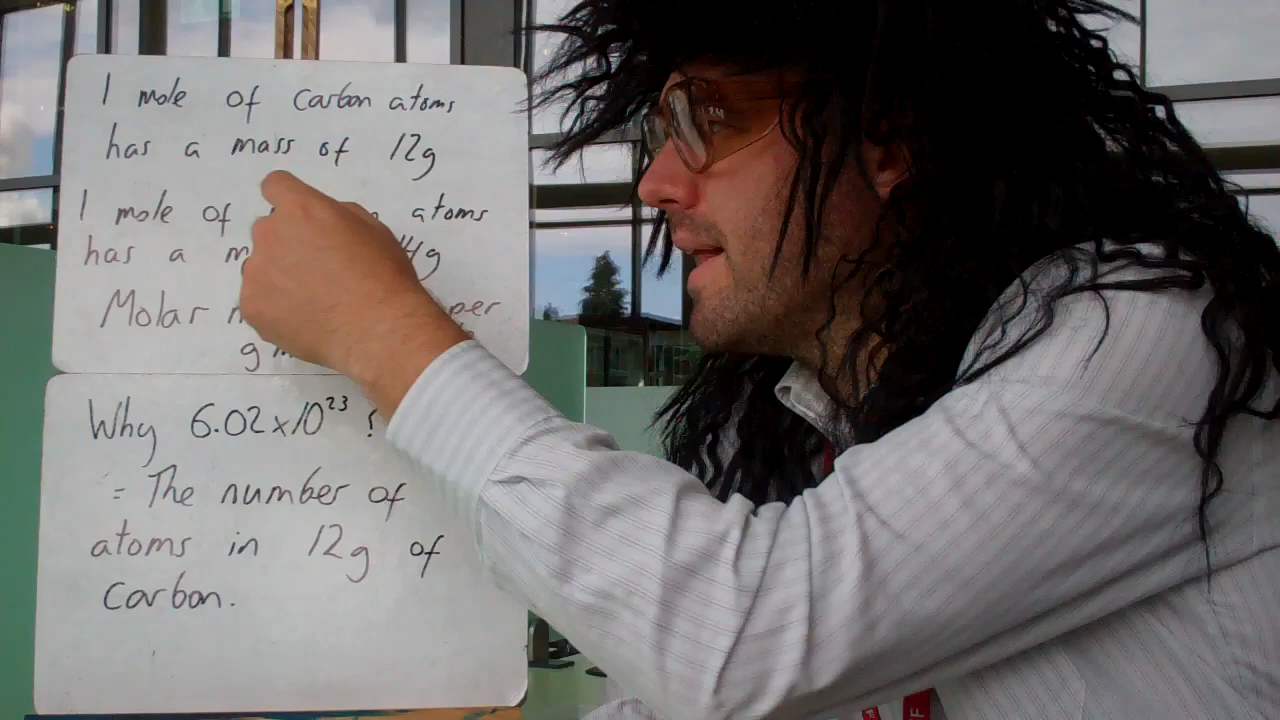 1 mole of carbon atoms
has a mass of 12g
1 mole of atoms
has a
Molar per
g
Why 6.02x10²³ ?
= The number of
atoms in 12g of
carbon.
F